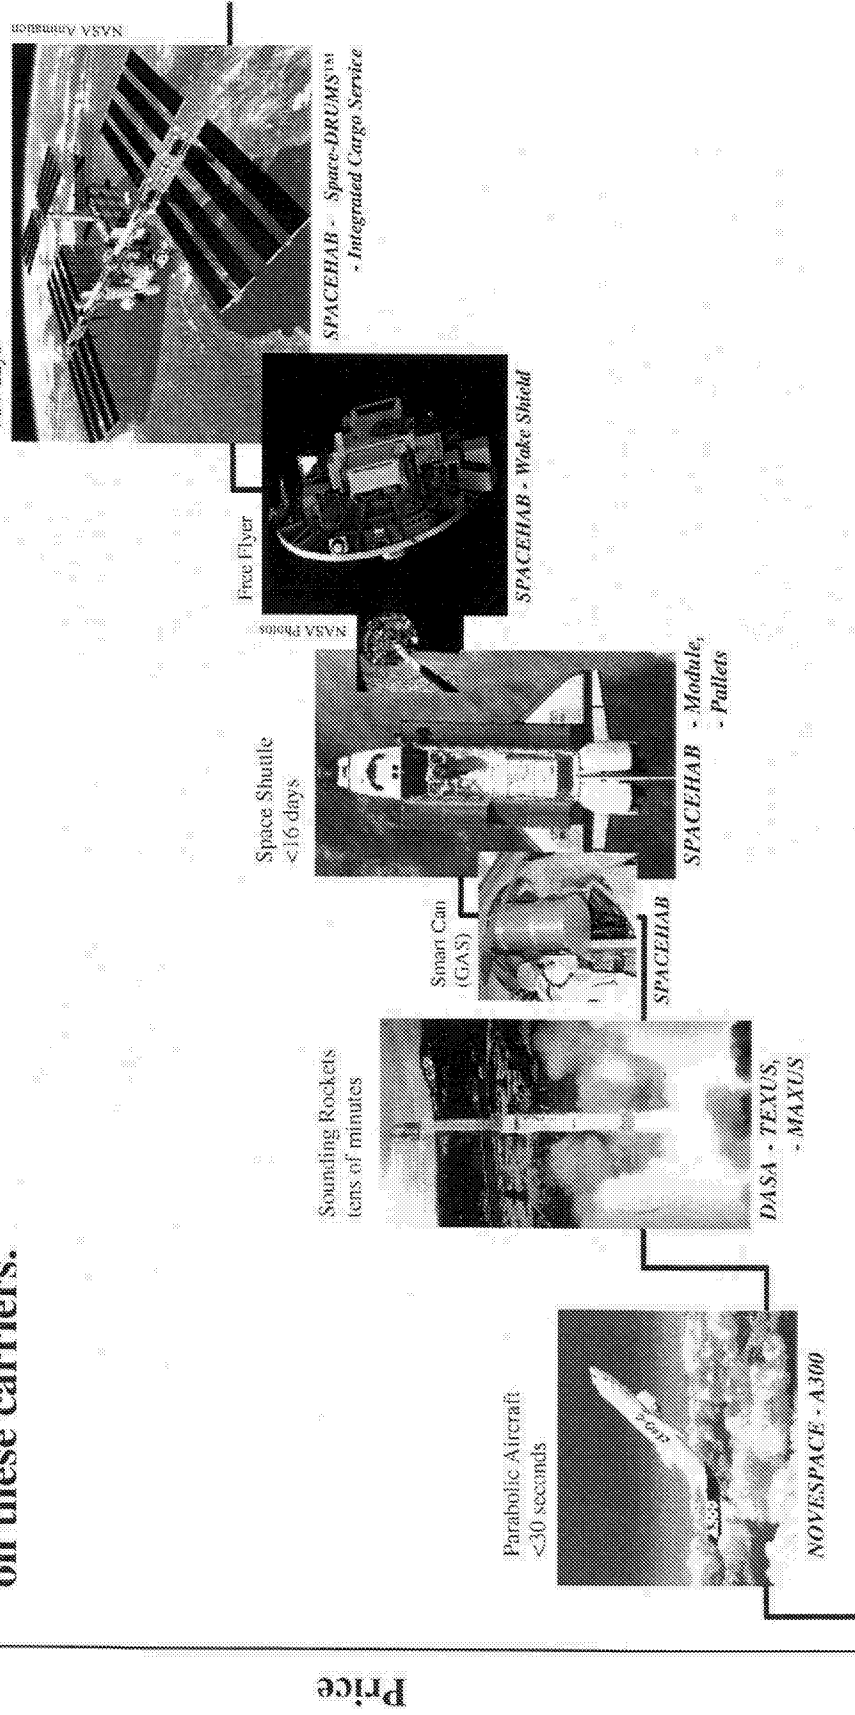 on these carriers.
NASA Animation
SPACEHAB - Space-DRUMS™
- Integrated Cargo Service
Free Flyer
SPACEHAB - Wake Shield
NASA Photos
Space Shuttle
<16 days
SPACEHAB - Module,
- Pallets
Smart Can
(GAS)
SPACEHAB
Sounding Rockets
tens of minutes
DASA - TEXUS,
- MAXUS
Parabolic Aircraft
<30 seconds
NOVESPACE - A300
Price